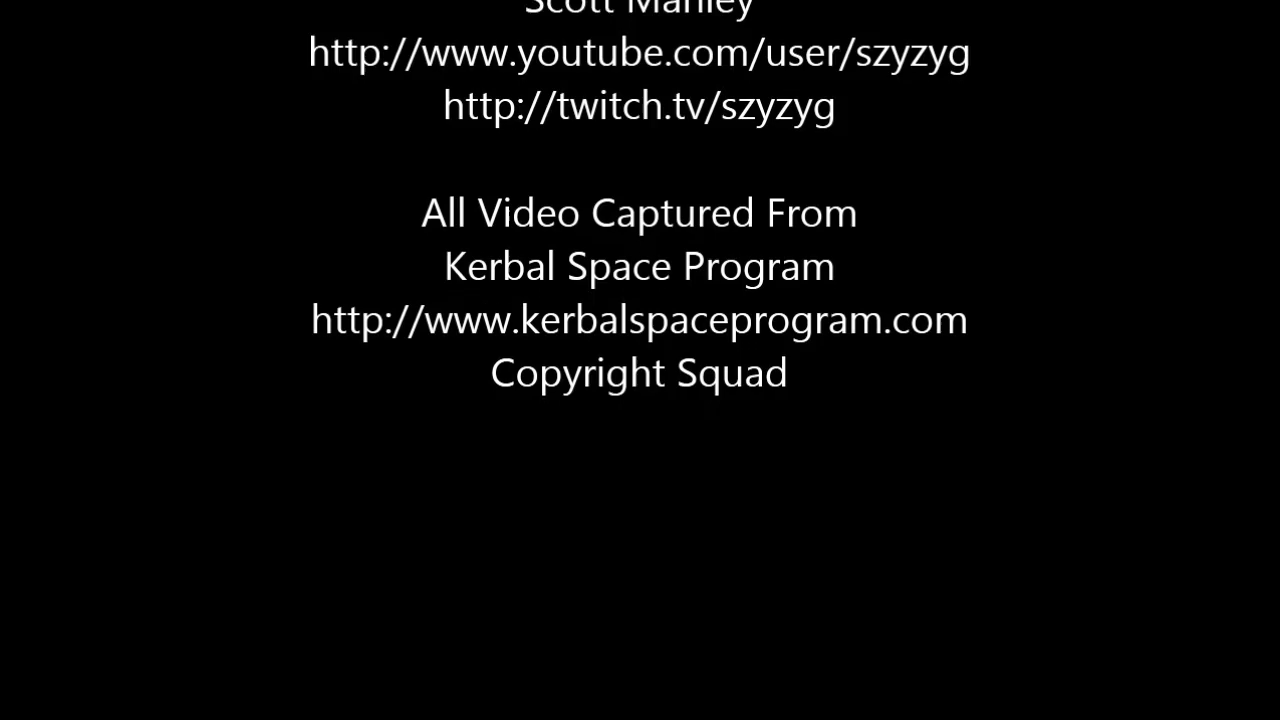 Scott Manley
http://www.youtube.com/user/szyzyg
http://twitch.tv/szyzyg
All Video Captured From
Kerbal Space Program
http://www.kerbalspaceprogram.com
Copyright Squad